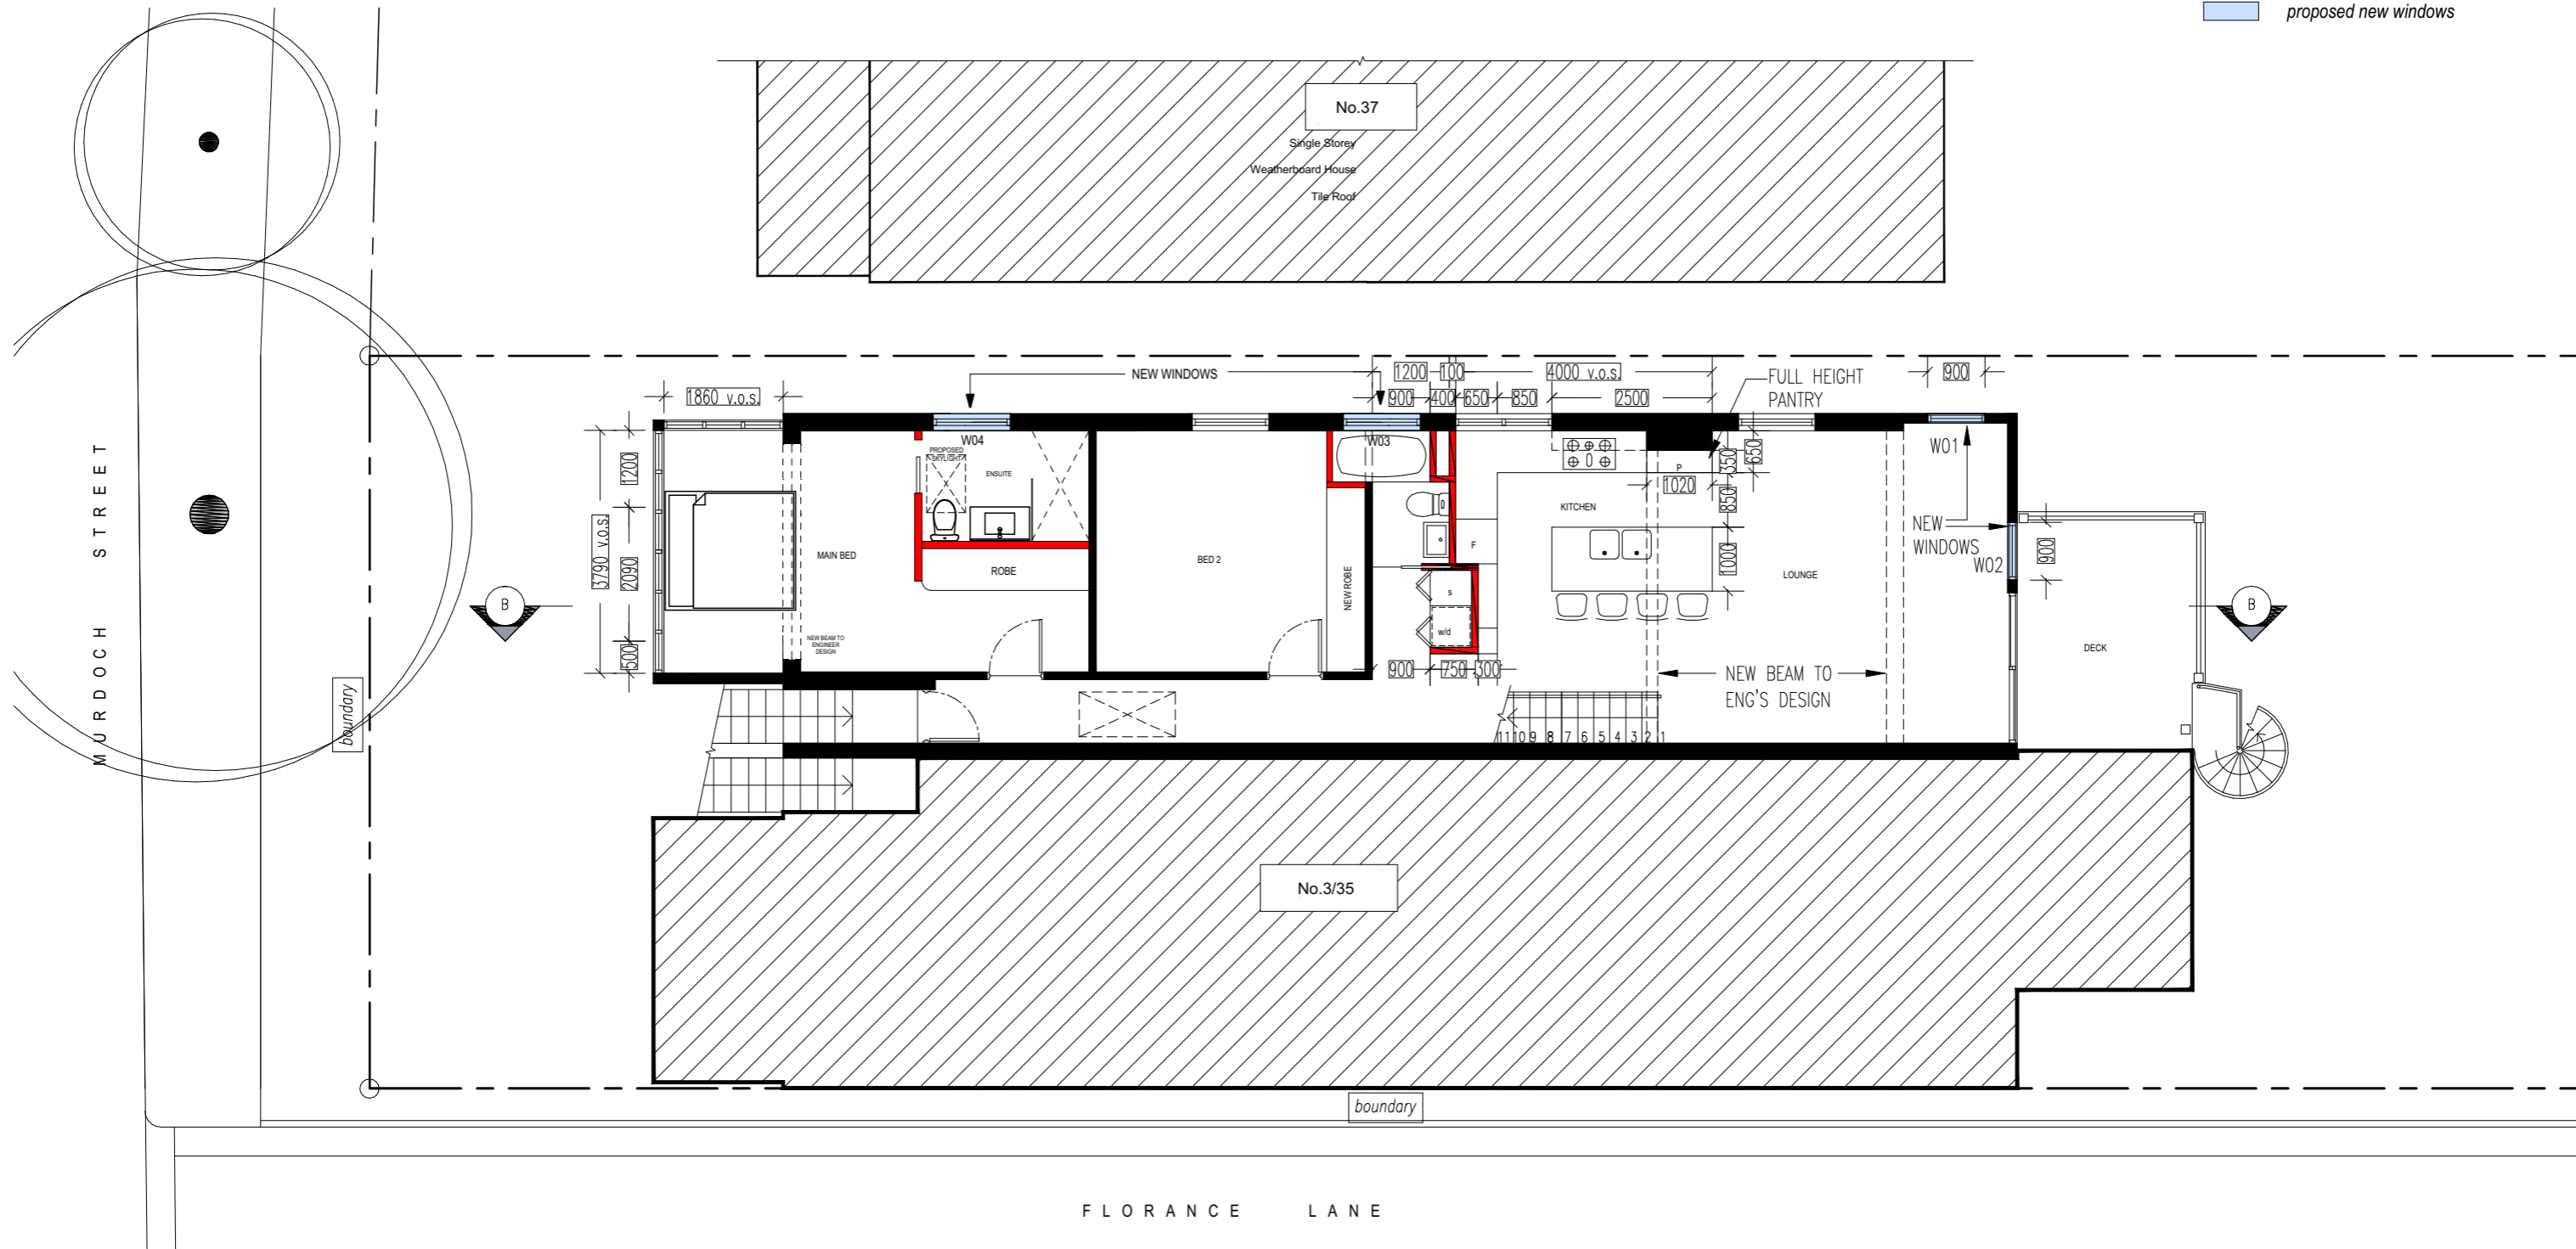 proposed new windows
No.37
Single Storey
Weatherboard House
Tile Roof
NEW WINDOWS
1200
100
4000 v.o.s.
900
1860 v.o.s.
900
400
650
850
2500
FULL HEIGHT
PANTRY
W04
W03
W01
PROPOSED
SKYLIGHT
ENSUITE
P
350
650
1020
850
1200
3790 v.o.s.
2090
500
MAIN BED
ROBE
BED 2
NEW ROBE
KITCHEN
F
s
w/d
1000
LOUNGE
NEW
WINDOWS
W02
900
B
B
DECK
NEW BEAM TO
ENGINEER
DESIGN
900
750
300
NEW BEAM TO
ENG'S DESIGN
11 10 9 8 7 6 5 4 3 2 1
MURDOCH STREET
boundary
No.3/35
boundary
FLORANCE LANE